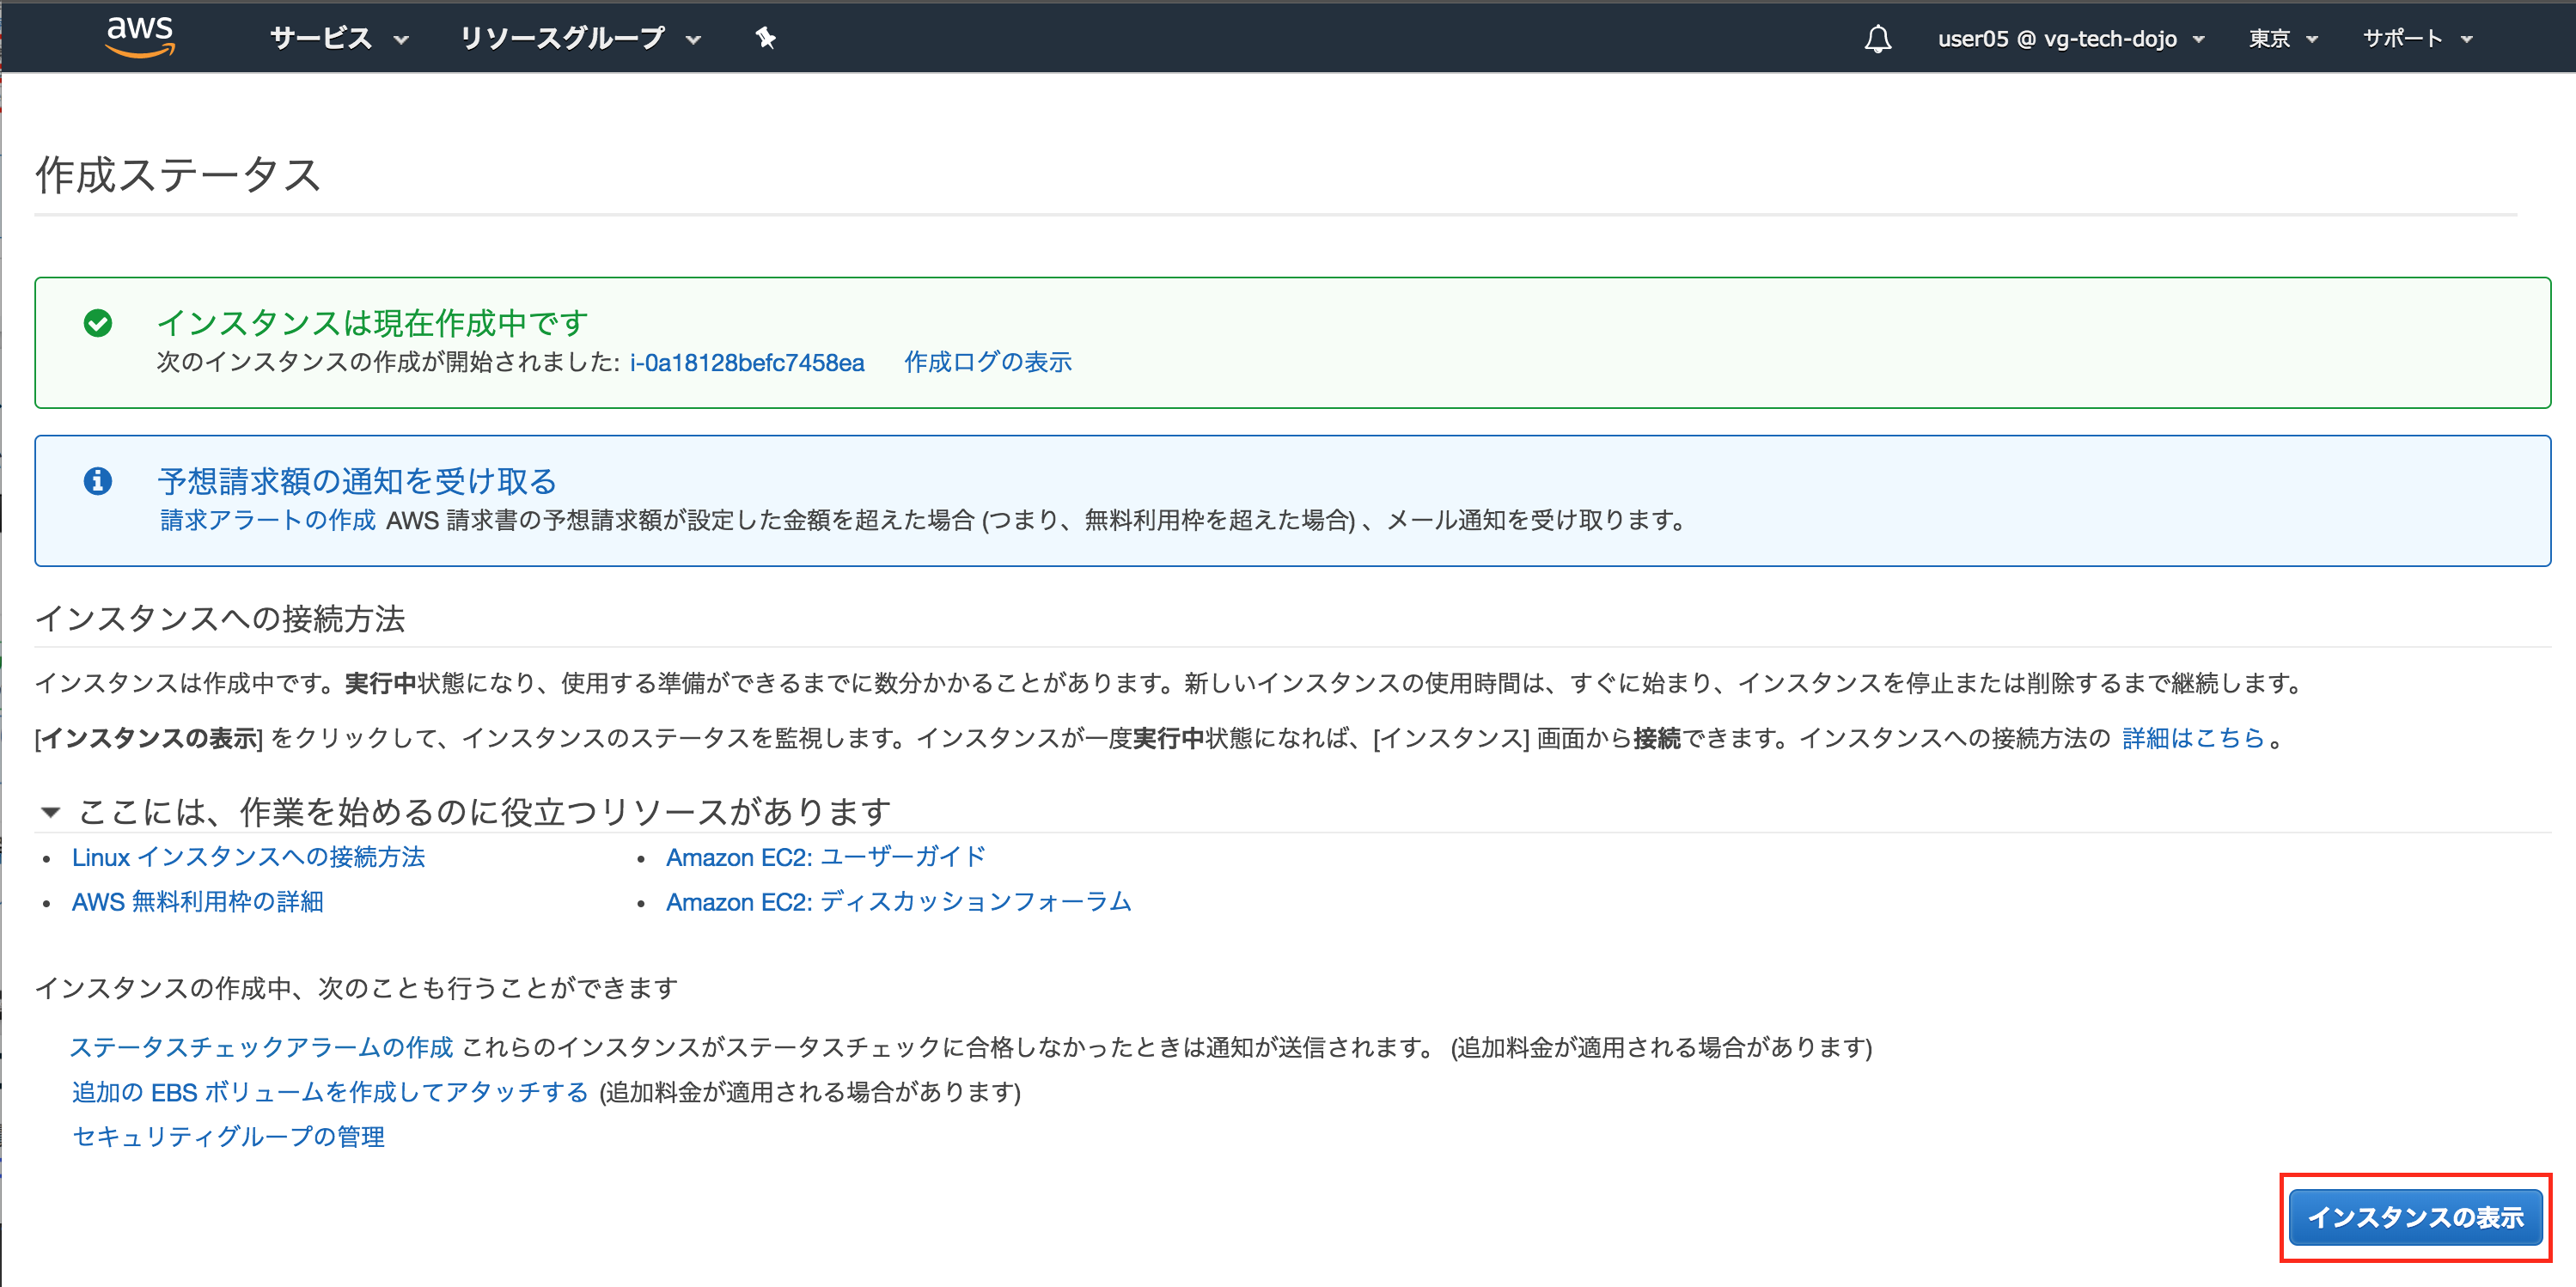 aws サービス リソースグループ user05 @ vg-tech-dojo 東京 サポート
作成ステータス
インスタンスは現在作成中です
次のインスタンスの作成が開始されました: i-0a18128befc7458ea 作成ログの表示
予想請求額の通知を受け取る
請求アラートの作成 AWS 請求書の予想請求額が設定した金額を超えた場合 (つまり、無料利用枠を超えた場合) 、メール通知を受け取ります。
インスタンスへの接続方法
インスタンスは作成中です。実行中状態になり、使用する準備ができるまでに数分かかることがあります。新しいインスタンスの使用時間は、すぐに始まり、インスタンスを停止または削除するまで継続します。
[インスタンスの表示] をクリックして、インスタンスのステータスを監視します。インスタンスが一度実行中状態になれば、[インスタンス] 画面から接続できます。インスタンスへの接続方法の 詳細はこちら 。
ここには、作業を始めるのに役立つリソースがあります
• Linux インスタンスへの接続方法 • Amazon EC2: ユーザーガイド
• AWS 無料利用枠の詳細 • Amazon EC2: ディスカッションフォーラム
インスタンスの作成中、次のことも行うことができます
ステータスチェックアラームの作成 これらのインスタンスがステータスチェックに合格しなかったときは通知が送信されます。 (追加料金が適用される場合があります)
追加の EBS ボリュームを作成してアタッチする (追加料金が適用される場合があります)
セキュリティグループの管理
インスタンスの表示